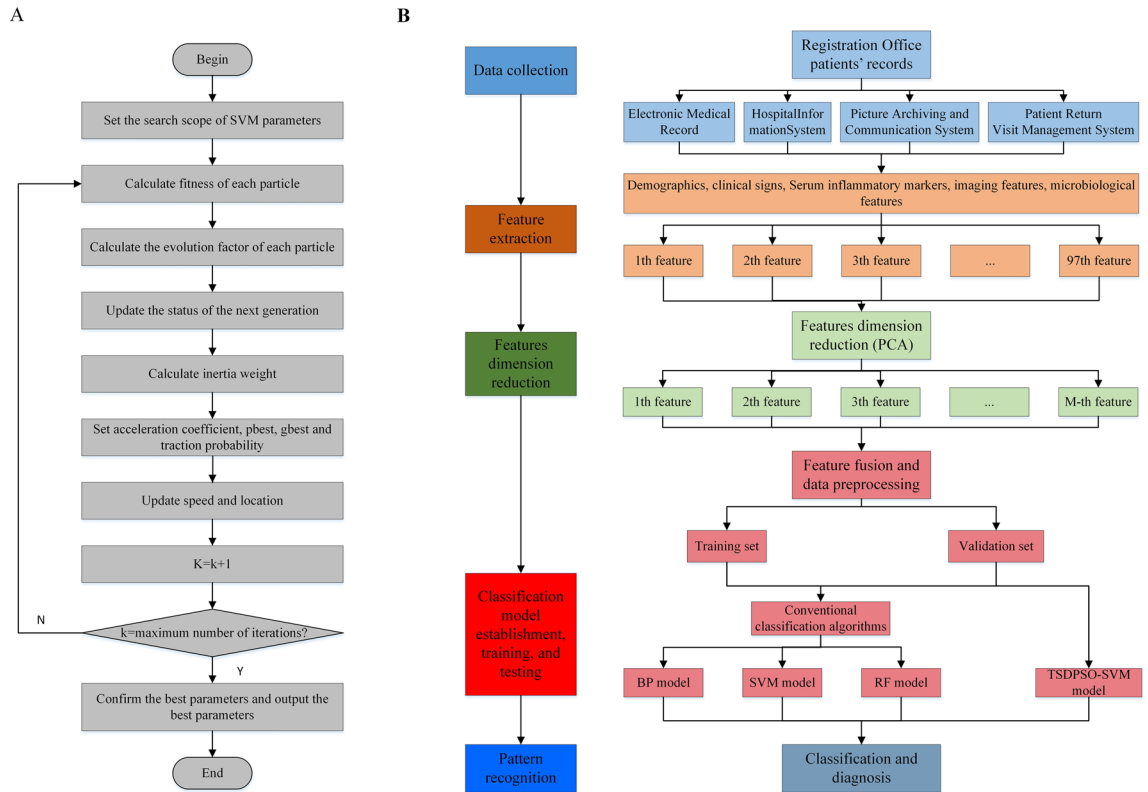 A
Begin
Set the search scope of SVM parameters
Calculate fitness of each particle
Calculate the evolution factor of each particle
Update the status of the next generation
Calculate inertia weight
Set acceleration coefficient, pbest, gbest and
traction probability
Update speed and location
K=k+1
N
k=maximum number of iterations?
Y
Confirm the best parameters and output the
best parameters
End
B
Data collection
Feature
extraction
Features
dimension
reduction
Classification
model
establishment,
training, and
testing
Pattern
recognition
Registration Office
patients' records
Electronic Medical
Record
HospitalInfor
mationSystem
Picture Archiving and
Communication System
Patient Return
Visit Management System
Demographics, clinical signs, Serum inflammatory markers, imaging features, microbiological
features
1th feature
2th feature
3th feature
...
97th feature
Features dimension
reduction (PCA)
1th feature
2th feature
3th feature
...
M-th feature
Feature fusion and
data preprocessing
Training set
Validation set
Conventional
classification algorithms
BP model
SVM model
RF model
TSDPSO-SVM
model
Classification and
diagnosis